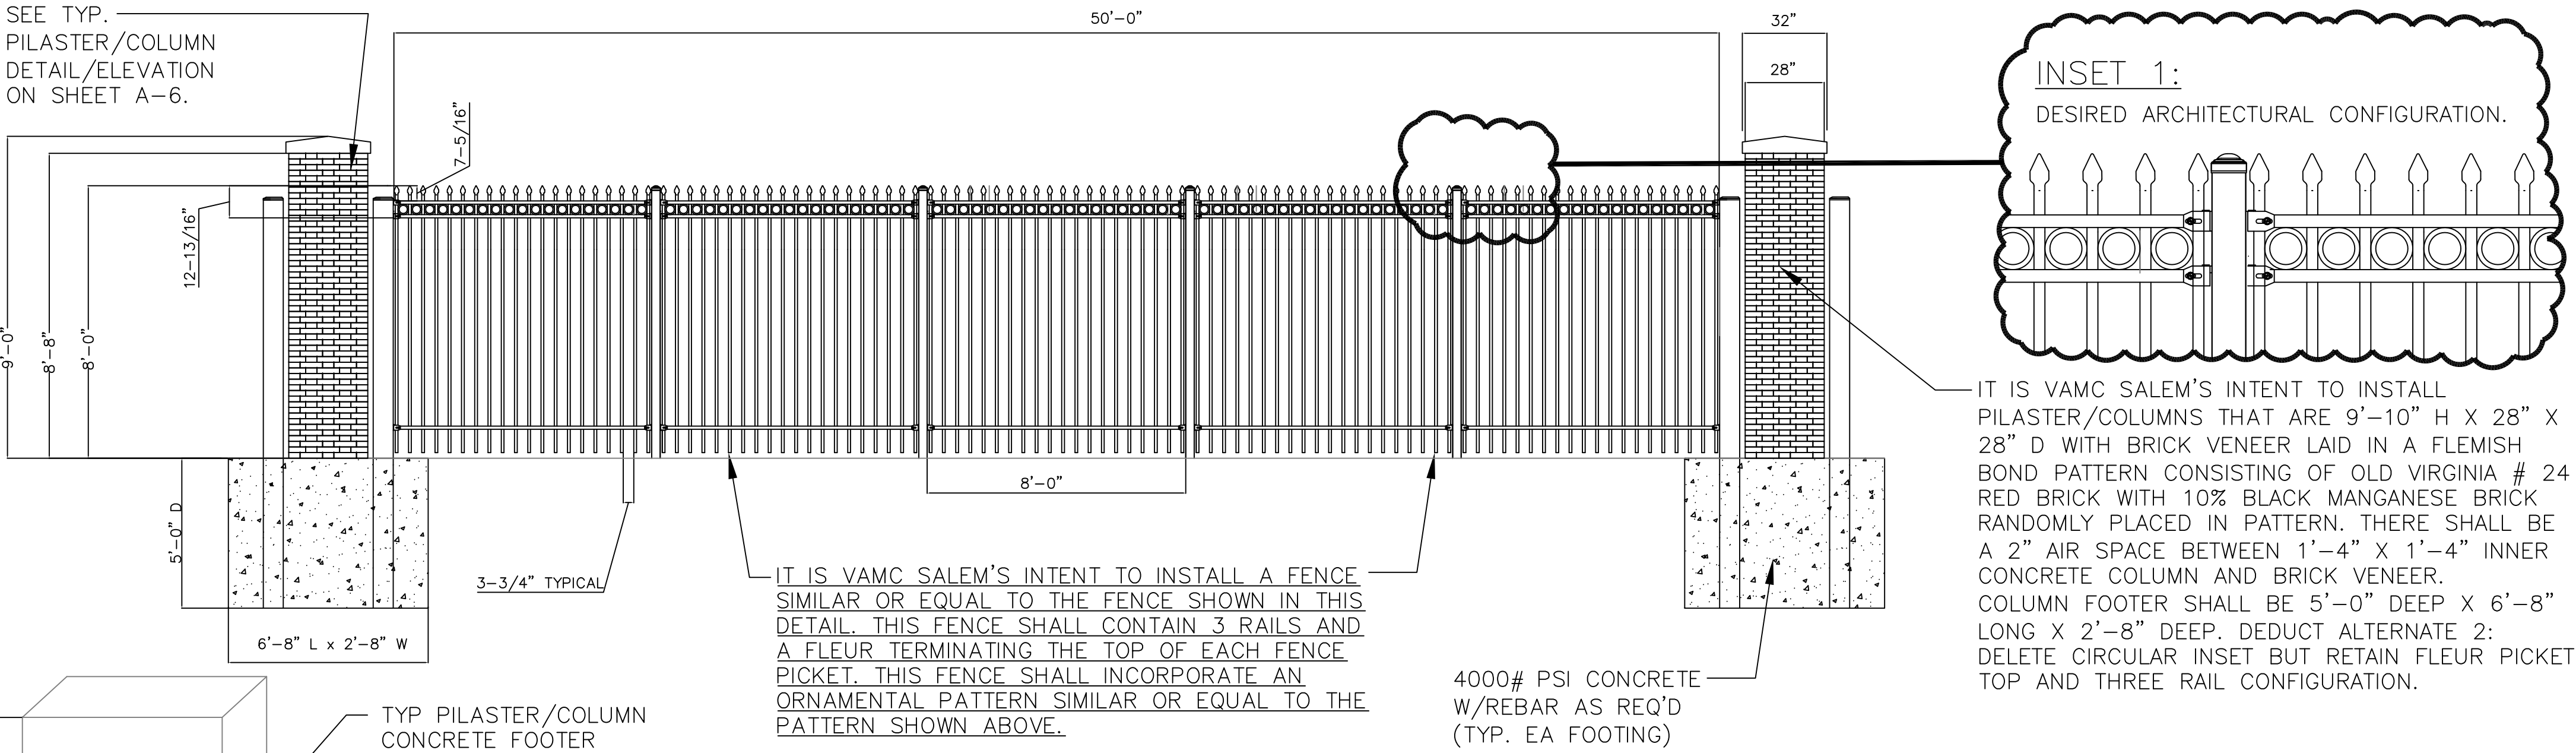 SEE TYP.
PILASTER/COLUMN
DETAIL/ELEVATION
ON SHEET A-6.
50'-0"
32"
28"
7-5/16"
12-13/16"
9'-0"
8'-8"
8'-0"
5'-0" D
6'-8" L x 2'-8" W
3-3/4" TYPICAL
8'-0"
INSET 1:
DESIRED ARCHITECTURAL CONFIGURATION.
IT IS VAMC SALEM'S INTENT TO INSTALL A FENCE
SIMILAR OR EQUAL TO THE FENCE SHOWN IN THIS
DETAIL. THIS FENCE SHALL CONTAIN 3 RAILS AND
A FLEUR TERMINATING THE TOP OF EACH FENCE
PICKET. THIS FENCE SHALL INCORPORATE AN
ORNAMENTAL PATTERN SIMILAR OR EQUAL TO THE
PATTERN SHOWN ABOVE.
IT IS VAMC SALEM'S INTENT TO INSTALL
PILASTER/COLUMNS THAT ARE 9'-10" H X 28" X
28" D WITH BRICK VENEER LAID IN A FLEMISH
BOND PATTERN CONSISTING OF OLD VIRGINIA # 24
RED BRICK WITH 10% BLACK MANGANESE BRICK
RANDOMLY PLACED IN PATTERN. THERE SHALL BE
A 2" AIR SPACE BETWEEN 1'-4" X 1'-4" INNER
CONCRETE COLUMN AND BRICK VENEER.
COLUMN FOOTER SHALL BE 5'-0" DEEP X 6'-8"
LONG X 2'-8" DEEP. DEDUCT ALTERNATE 2:
DELETE CIRCULAR INSET BUT RETAIN FLEUR PICKET
TOP AND THREE RAIL CONFIGURATION.
4000# PSI CONCRETE
W/REBAR AS REQ'D
(TYP. EA FOOTING)
TYP PILASTER/COLUMN
CONCRETE FOOTER